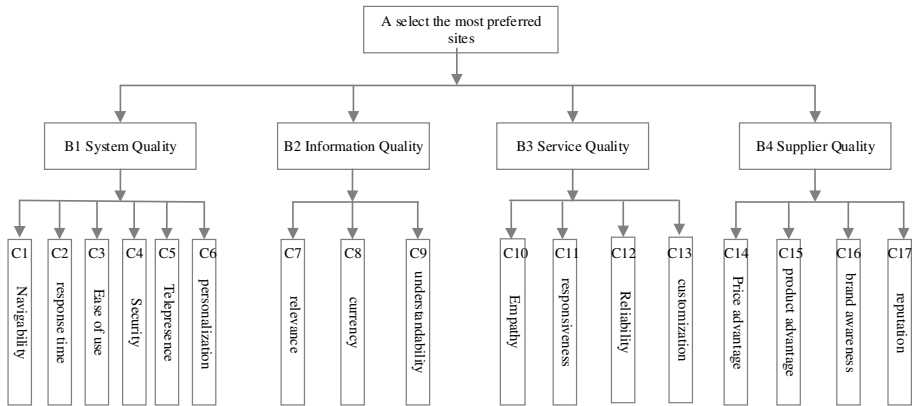 A select the most preferred
sites
B1 System Quality
B2 Information Quality
B3 Service Quality
B4 Supplier Quality
C1
Navigability
C2
response time
C3
Ease of use
C4
Security
C5
Telepresence
C6
personalization
C7
relevance
C8
currency
C9
understandability
C10
Empathy
C11
responsiveness
C12
Reliability
C13
customization
C14
Price advantage
C15
product advantage
C16
brand awareness
C17
reputation